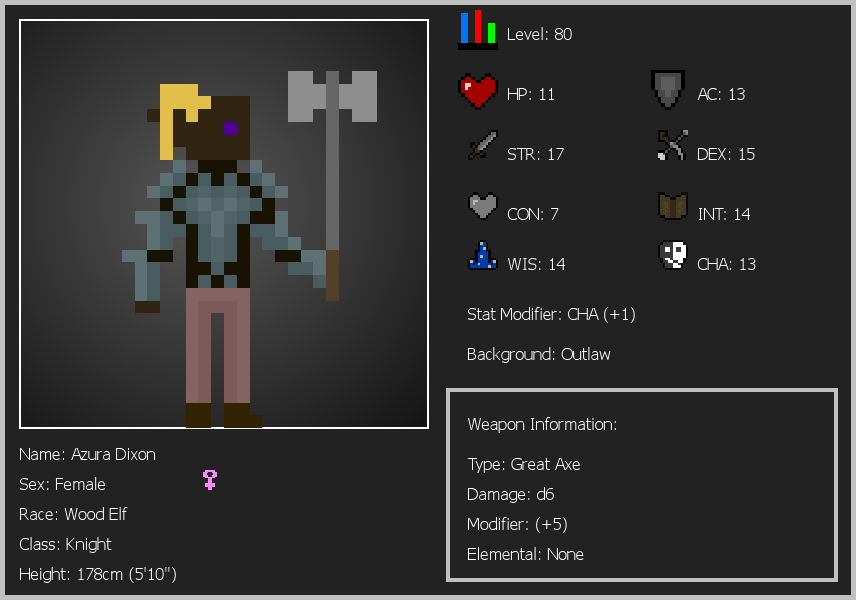 Level: 80
HP: 11
AC: 13
STR: 17
DEX: 15
CON: 7
INT: 14
WIS: 14
CHA: 13
Stat Modifier: CHA (+1)
Background: Outlaw
Weapon Information:
Type: Great Axe
Damage: d6
Modifier: (+5)
Elemental: None
Name: Azura Dixon
Sex: Female
Race: Wood Elf
Class: Knight
Height: 178cm (5'10")